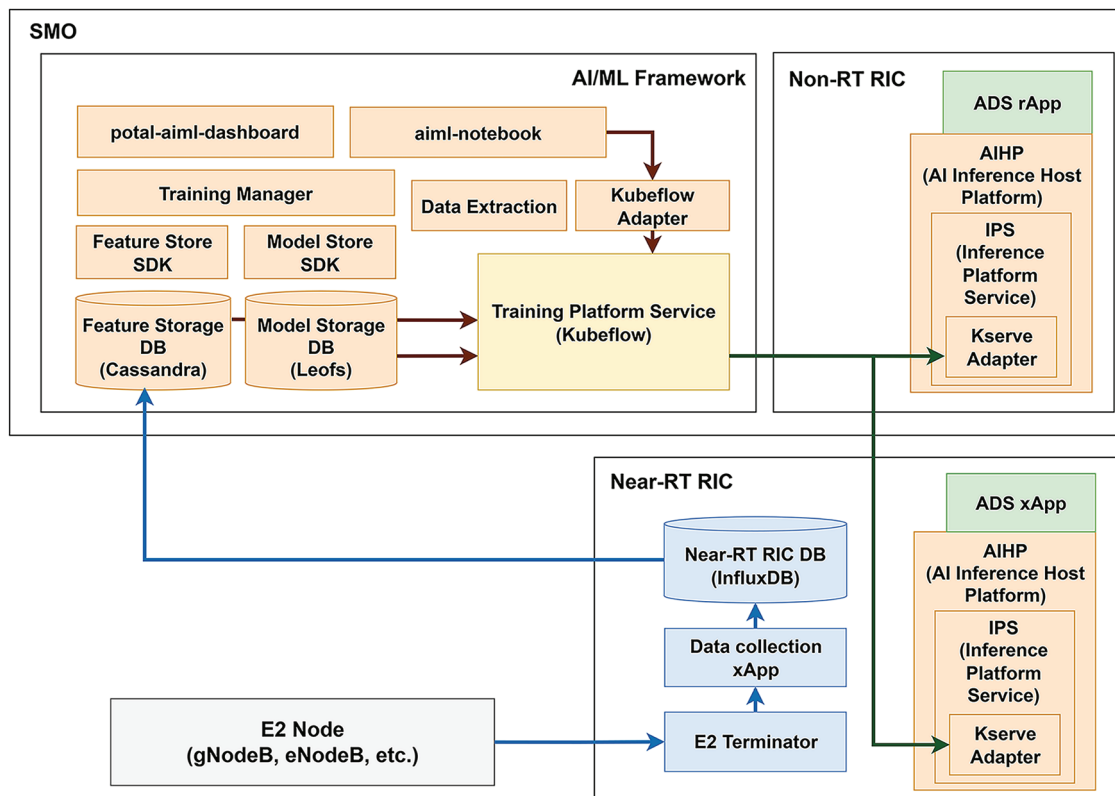 SMO
AI/ML Framework
potal-aiml-dashboard
aiml-notebook
Training Manager
Data Extraction
Kubeflow
Adapter
Feature Store
SDK
Model Store
SDK
Feature Storage
DB
(Cassandra)
Model Storage
DB
(Leofs)
Training Platform Service
(Kubeflow)
Non-RT RIC
ADS rApp
AIHP
(AI Inference Host
Platform)
IPS
(Inference
Platform
Service)
Kserve
Adapter
Near-RT RIC
Near-RT RIC DB
(InfluxDB)
Data collection
xApp
E2 Terminator
E2 Node
(gNodeB, eNodeB, etc.)
ADS xApp
AIHP
(AI Inference Host
Platform)
IPS
(Inference
Platform
Service)
Kserve
Adapter